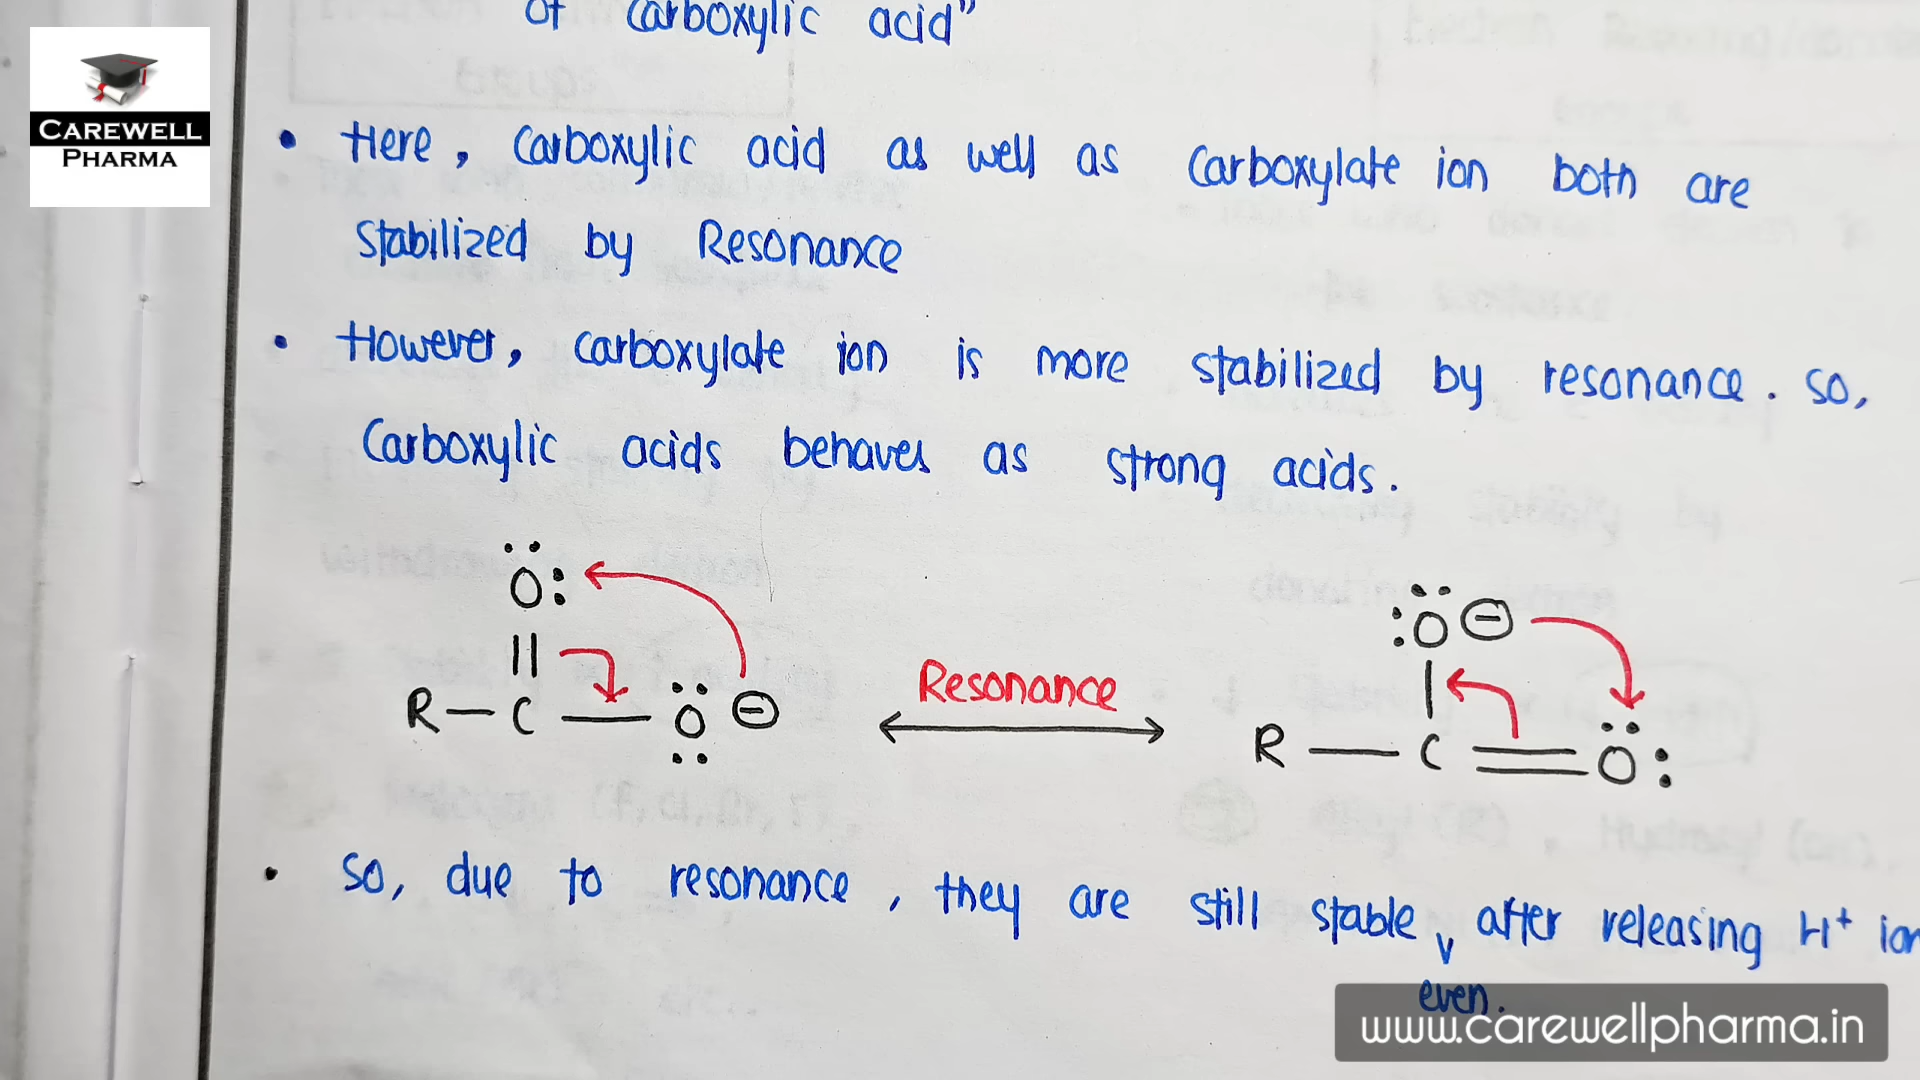 of carboxylic acid"
CAREWELL
PHARMA
• Here, Carboxylic acid as well as Carboxylate ion both are
stabilized by Resonance
• However, carboxylate ion is more stabilized by resonance. so,
Carboxylic acids behaves as strong acids.
O
R — C — O ⊖
Resonance
O ⊖
R — C = O
• so, due to resonance, they are still stable after releasing H⁺ ion
even.
www.carewellpharma.in